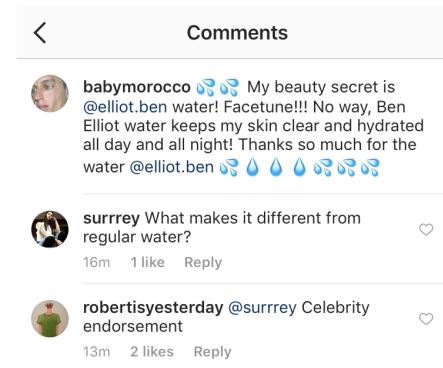 Comments
babymorocco 💦💦 My beauty secret is
@elliot.ben water! Facetune!!! No way, Ben
Elliot water keeps my skin clear and hydrated
all day and all night! Thanks so much for the
water @elliot.ben 💦💧💧💧💦💦💦
surrrey What makes it different from
regular water?
16m 1 like Reply
robertisyesterday @surrrey Celebrity
endorsement
13m 2 likes Reply